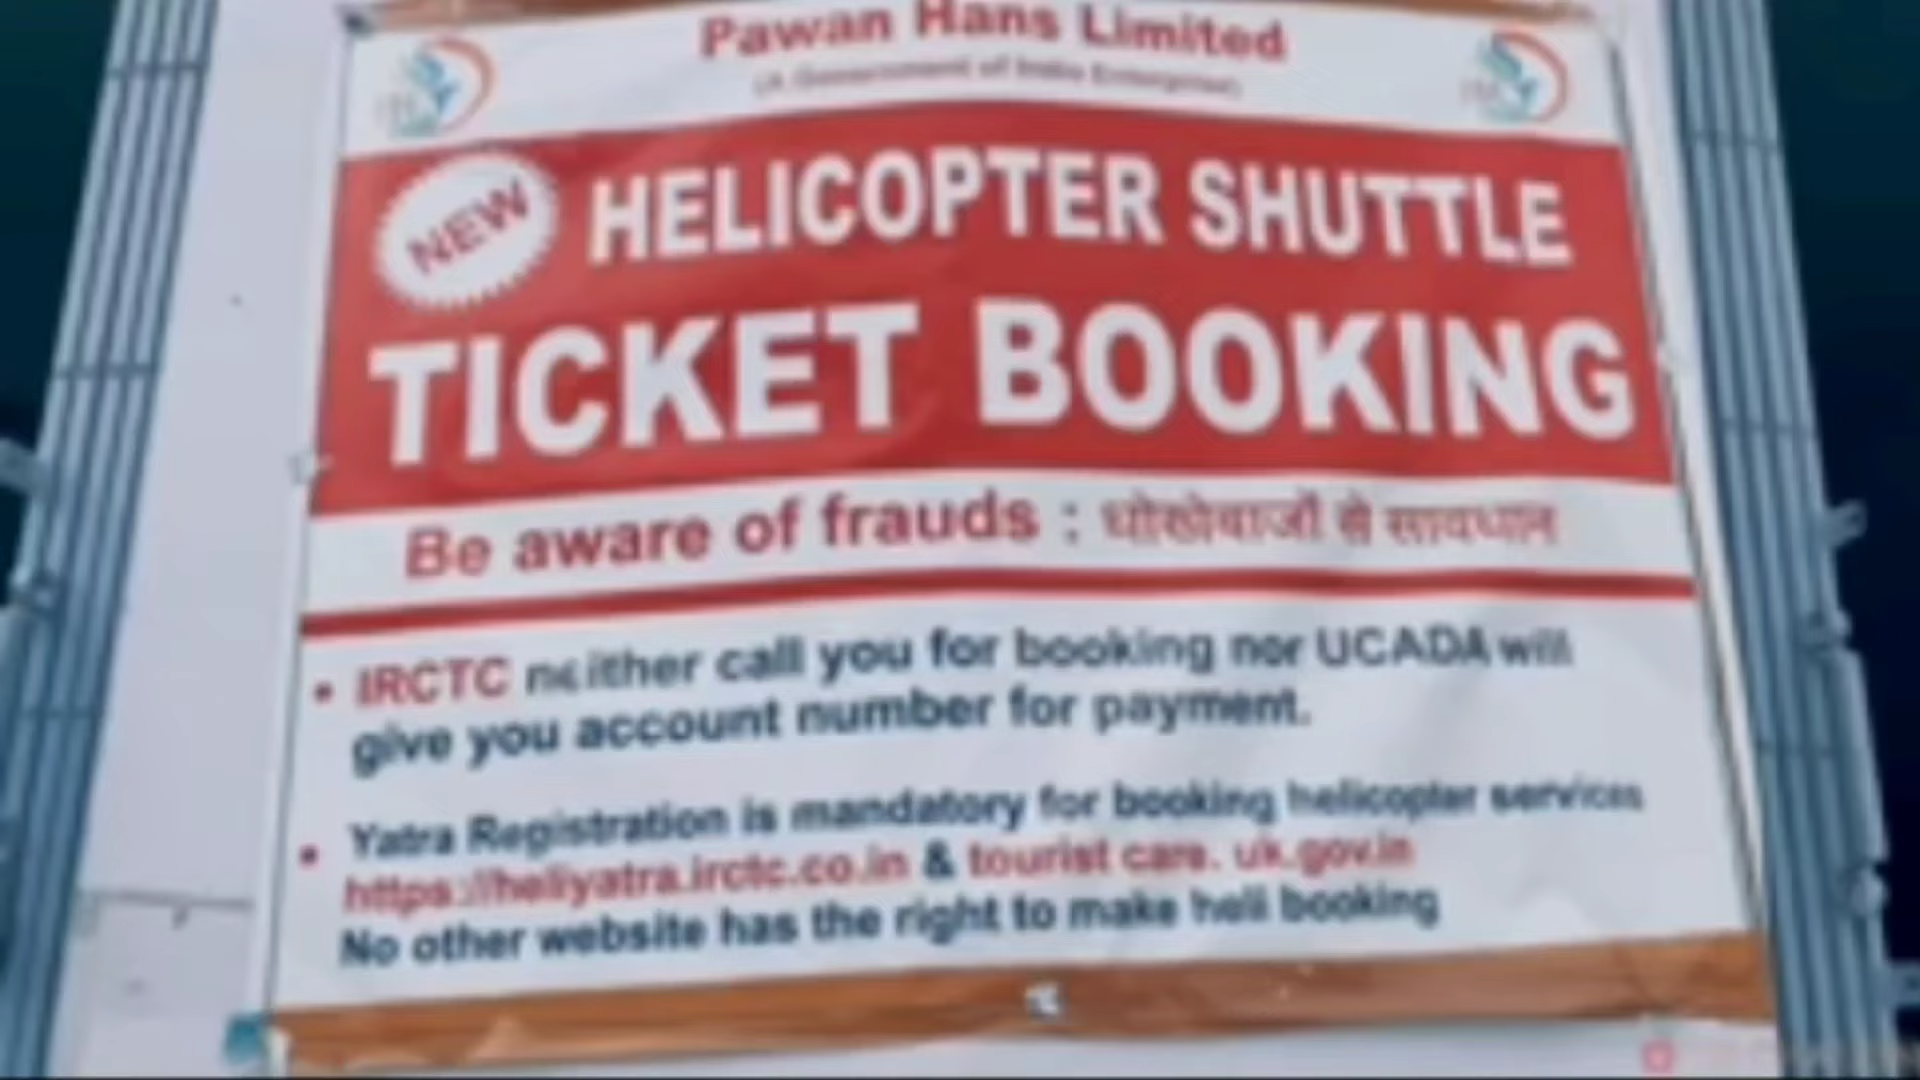 Pawan Hans Limited
(A Government of India Enterprise)
NEW
HELICOPTER SHUTTLE
TICKET BOOKING
Be aware of frauds : धोखेबाजों से सावधान
• IRCTC neither call you for booking nor UCADA will
give you account number for payment.
• Yatra Registration is mandatory for booking helicopter services
https://heliyatra.irctc.co.in & tourist care. uk.gov.in
No other website has the right to make heli booking